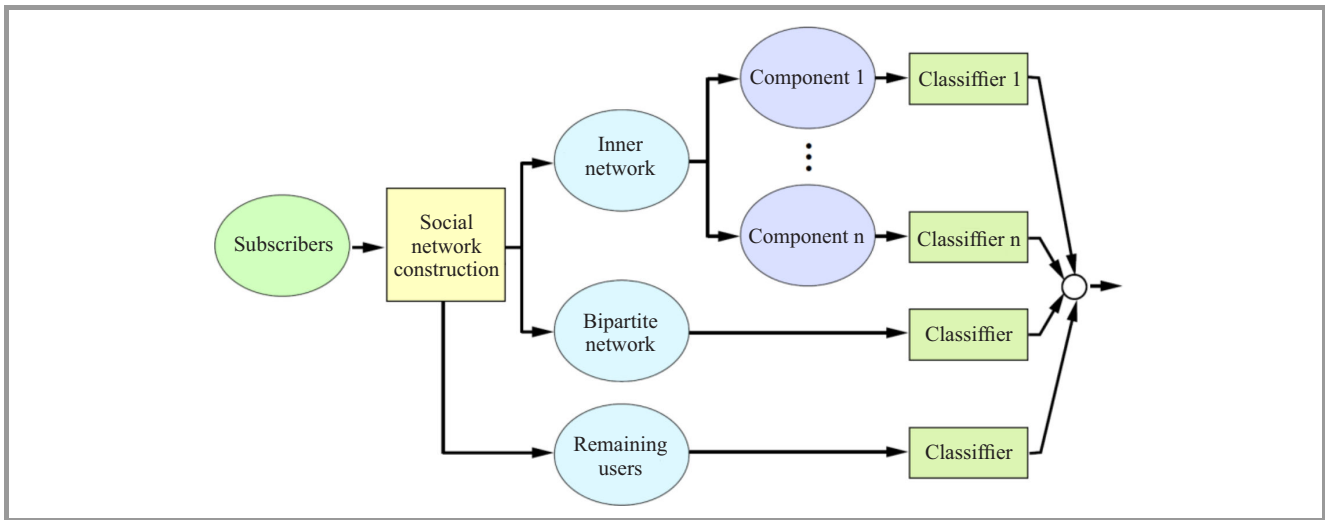 Subscribers
Social
network
construction
Inner
network
Bipartite
network
Remaining
users
Component 1
Component n
Classiffier 1
Classiffier n
Classiffier
Classiffier